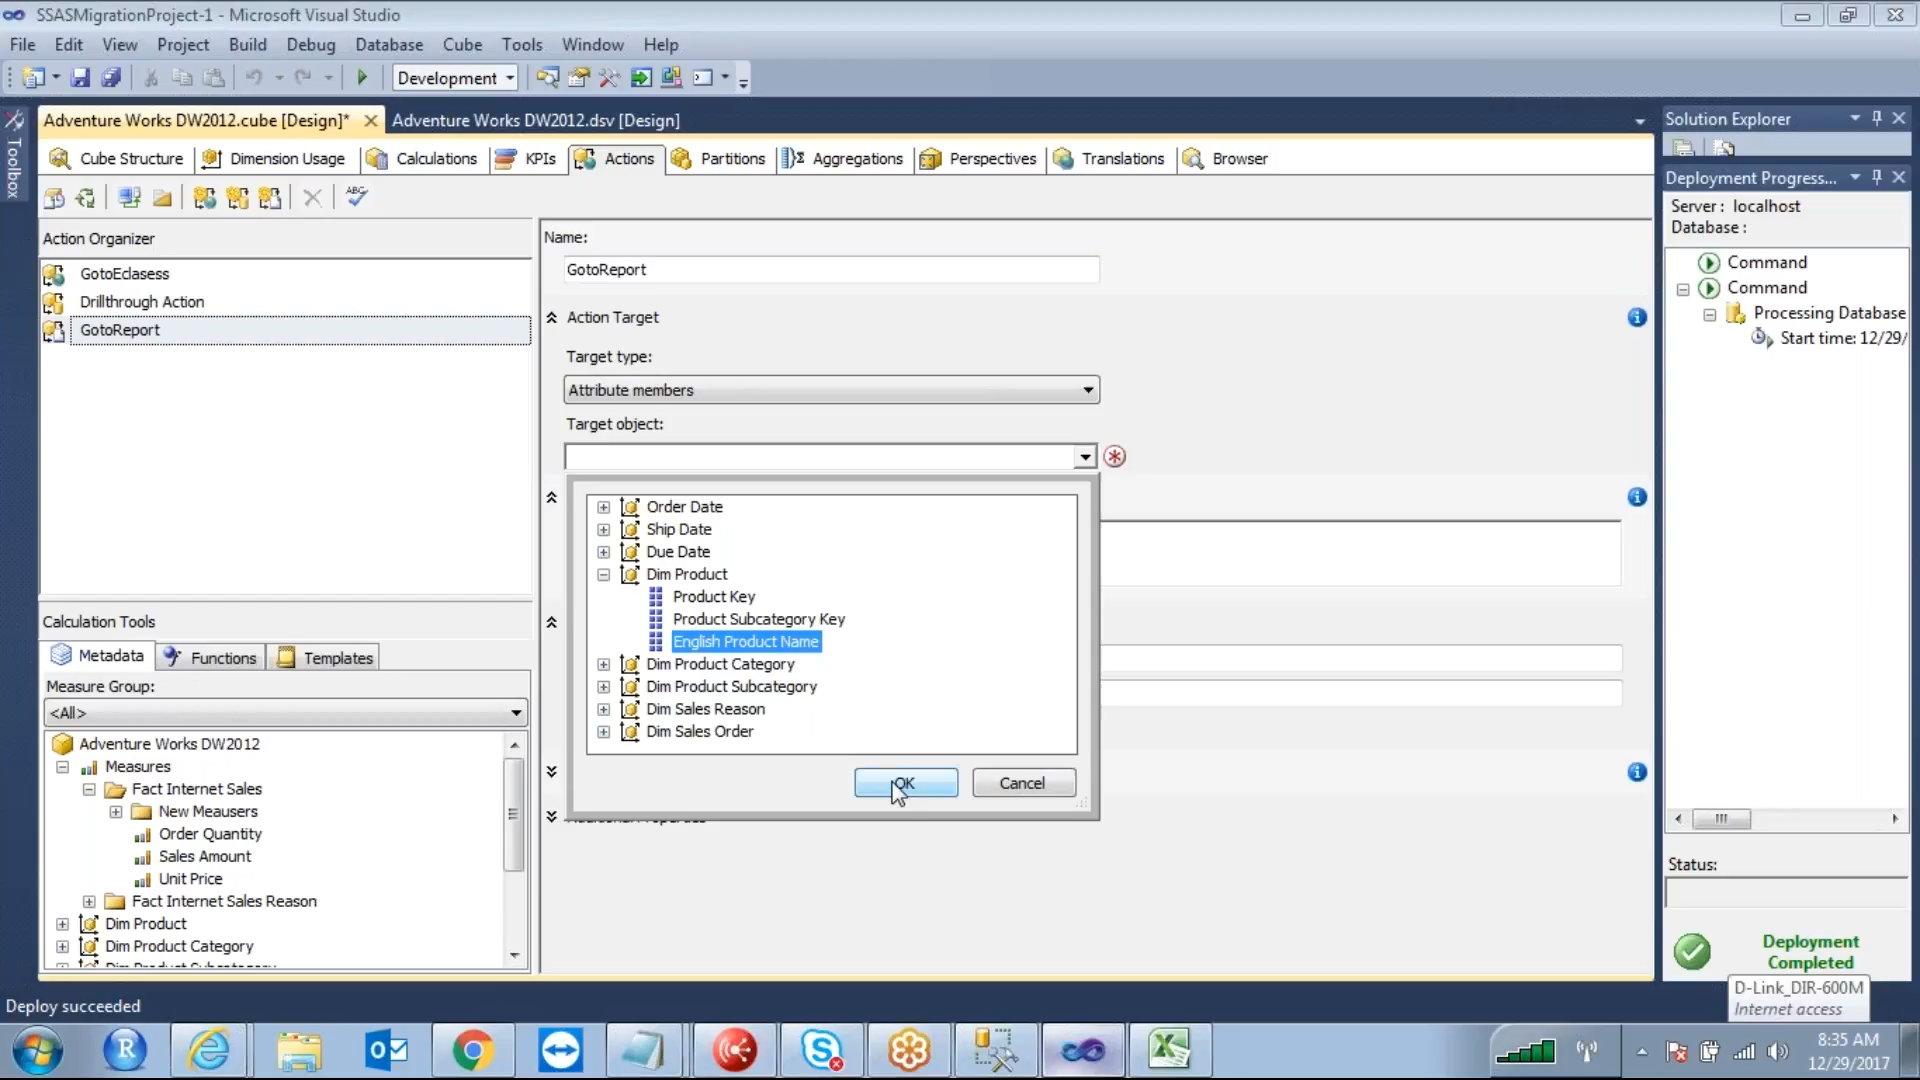 SSASMigrationProject-1 - Microsoft Visual Studio
File Edit View Project Build Debug Database Cube Tools Window Help
Development
Adventure Works DW2012.cube [Design]* Adventure Works DW2012.dsv [Design]
Cube Structure Dimension Usage Calculations KPIs Actions Partitions Aggregations Perspectives Translations Browser
ABC
Toolbox
Action Organizer
GotoEclasess
Drillthrough Action
GotoReport
Calculation Tools
Metadata Functions Templates
Measure Group:
<All>
Adventure Works DW2012
Measures
Fact Internet Sales
New Meausers
Order Quantity
Sales Amount
Unit Price
Fact Internet Sales Reason
Dim Product
Dim Product Category
Dim Product Subcategory
Name:
GotoReport
Action Target
Target type:
Attribute members
Target object:
Order Date
Ship Date
Due Date
Dim Product
Product Key
Product Subcategory Key
English Product Name
Dim Product Category
Dim Product Subcategory
Dim Sales Reason
Dim Sales Order
OK Cancel
Additional Properties
Solution Explorer
Deployment Progress...
Server : localhost
Database :
Command
Command
Processing Database
Start time: 12/29/
Status:
Deployment
Completed
D-Link_DIR-600M
Internet access
Deploy succeeded
8:35 AM
12/29/2017